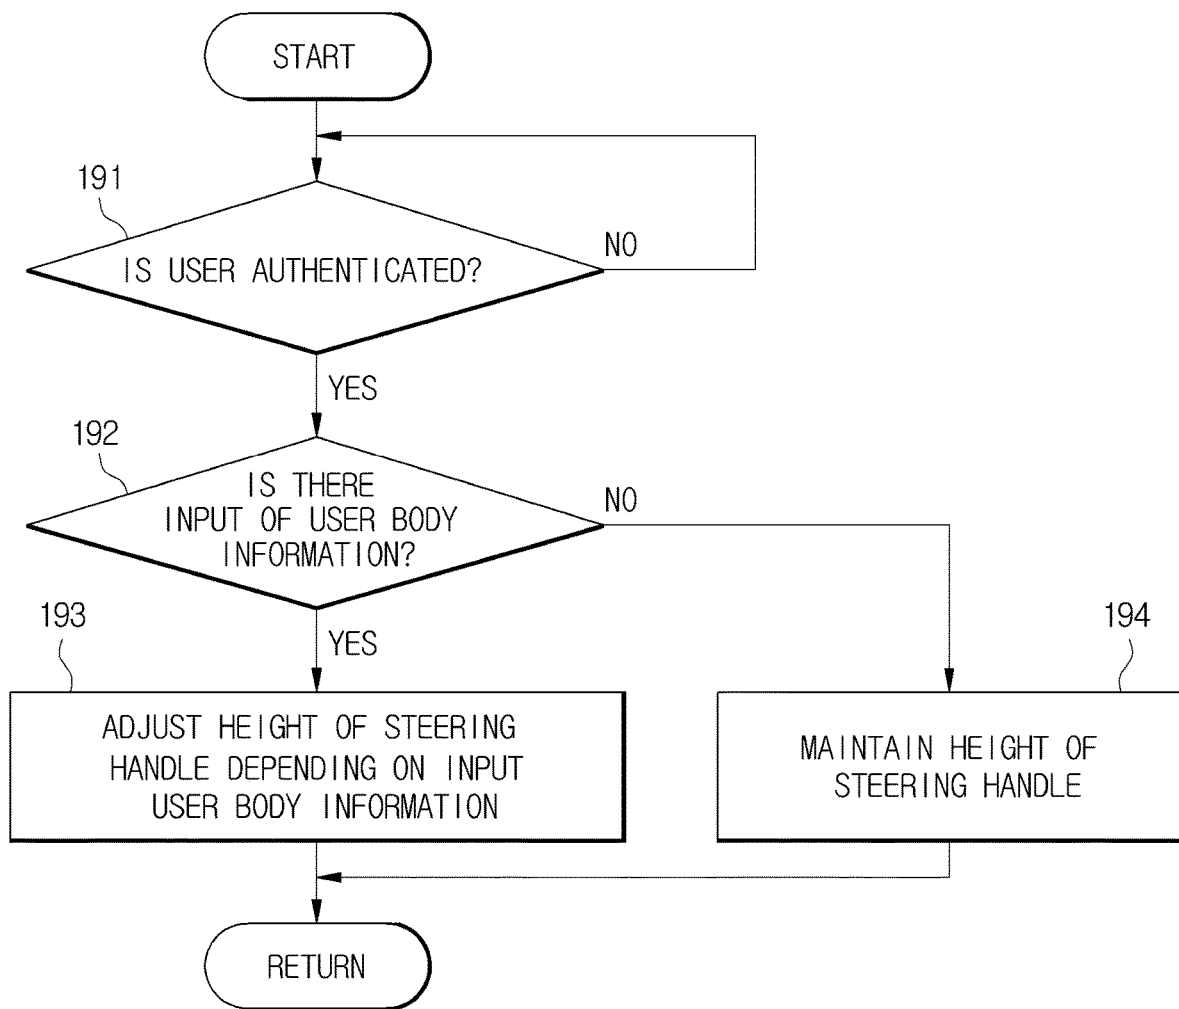 START
191
IS USER AUTHENTICATED?
NO
YES
192
IS THERE
INPUT OF USER BODY
INFORMATION?
NO
YES
193
ADJUST HEIGHT OF STEERING
HANDLE DEPENDING ON INPUT
USER BODY INFORMATION
194
MAINTAIN HEIGHT OF
STEERING HANDLE
RETURN